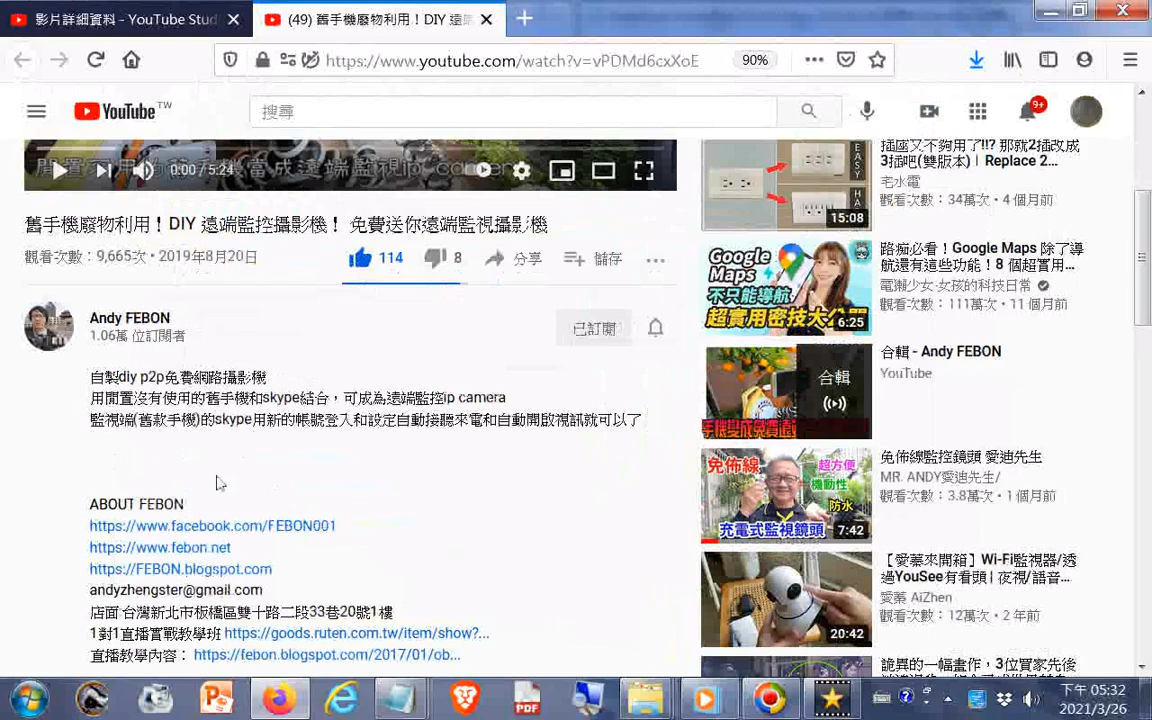 影片詳細資料 - YouTube Stud
(49) 舊手機廢物利用！DIY 遠端
https://www.youtube.com/watch?v=vPDMd6cxXoE
90%
YouTube TW
搜尋
9+
0:00 / 5:24
舊手機廢物利用！DIY 遠端監控攝影機！ 免費送你遠端監視攝影機
觀看次數：9,665次 • 2019年8月20日
114
8
分享
儲存
Andy FEBON
1.06萬 位訂閱者
已訂閱
自製diy p2p免費網路攝影機
用閒置沒有使用的舊手機和skype結合，可成為遠端監控ip camera
監視端(舊款手機)的skype用新的帳號登入和設定自動接聽來電和自動開啟視訊就可以了
ABOUT FEBON
https://www.facebook.com/FEBON001
https://www.febon.net
https://FEBON.blogspot.com
andyzhengster@gmail.com
店面:台灣新北市板橋區雙十路二段33巷20號1樓
1對1直播實戰教學班 https://goods.ruten.com.tw/item/show?...
直播教學內容： https://febon.blogspot.com/2017/01/ob...
EASY
15:08
插座又不夠用了!!? 那就2插改成
3插吧(雙版本)｜Replace 2...
宅水電
觀看次數：34萬次 • 4 個月前
Google
Maps
不只能導航
超實用密技大公開
6:25
路痴必看！Google Maps 除了導
航還有這些功能！8 個超實用...
電獺少女-女孩的科技日常
觀看次數：111萬次 • 11 個月前
合輯
合輯 - Andy FEBON
YouTube
免佈線
超方便
機動性
防水
充電式監視鏡頭
7:42
免佈線監控鏡頭 愛迪先生
MR. ANDY愛迪先生/
觀看次數：3.8萬次 • 1 個月前
20:42
【愛蓁來開箱】Wi-Fi監視器/透
過YouSee有看頭 | 夜視/語音...
愛蓁 AiZhen
觀看次數：12萬次 • 2 年前
詭異的一幅畫作，3位買家先後
PDF
下午 05:32
2021/3/26